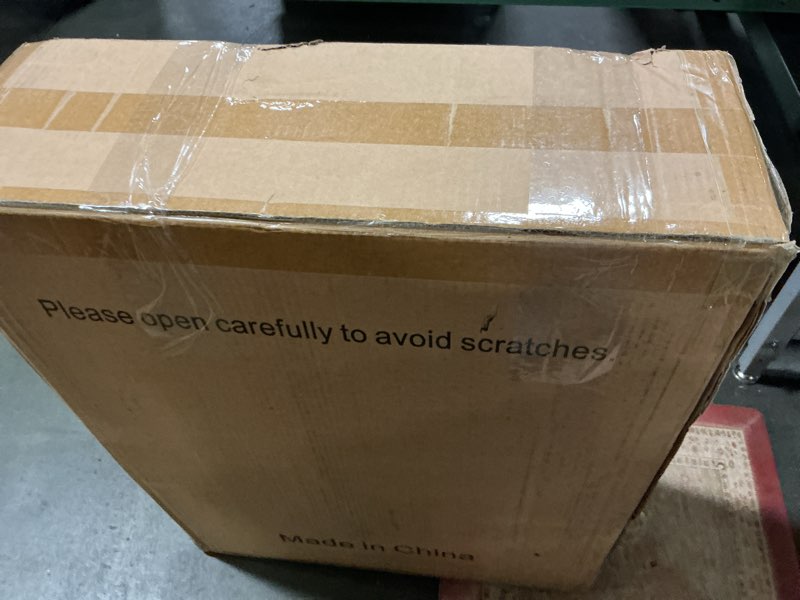 Please open carefully to avoid scratches.
Made in China